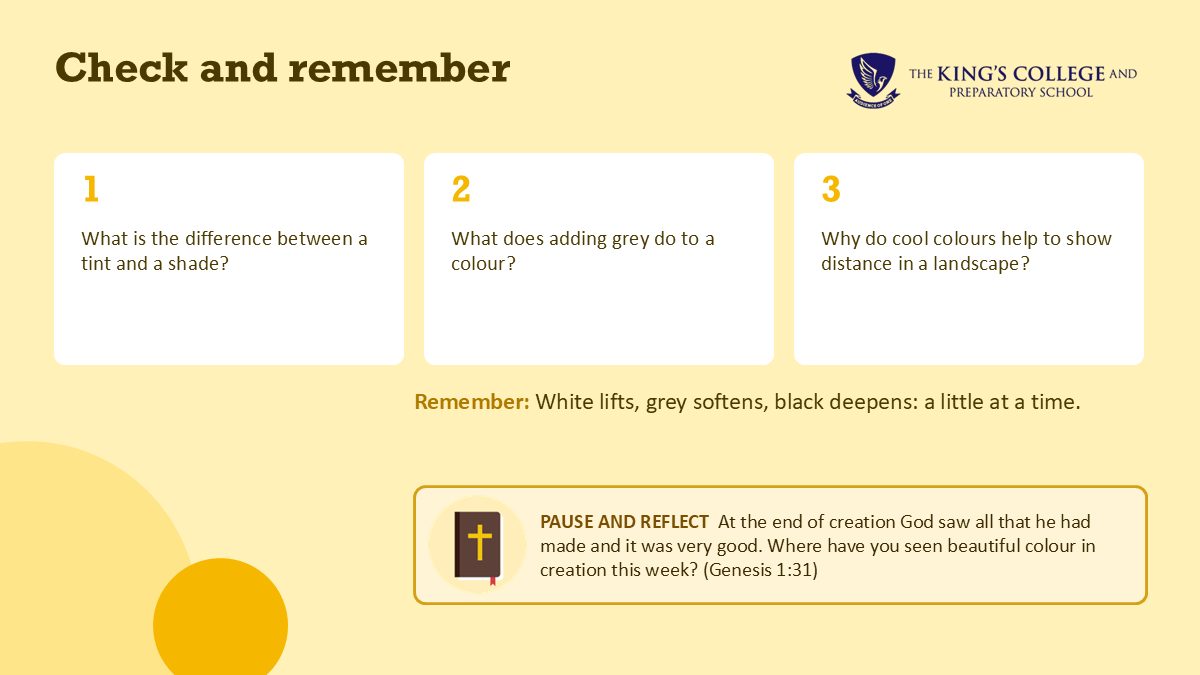 Check and remember
THE KING'S COLLEGE AND
PREPARATORY SCHOOL
AUDIENCE OF ONE
1
What is the difference between a
tint and a shade?
2
What does adding grey do to a
colour?
3
Why do cool colours help to show
distance in a landscape?
Remember: White lifts, grey softens, black deepens: a little at a time.
PAUSE AND REFLECT At the end of creation God saw all that he had
made and it was very good. Where have you seen beautiful colour in
creation this week? (Genesis 1:31)